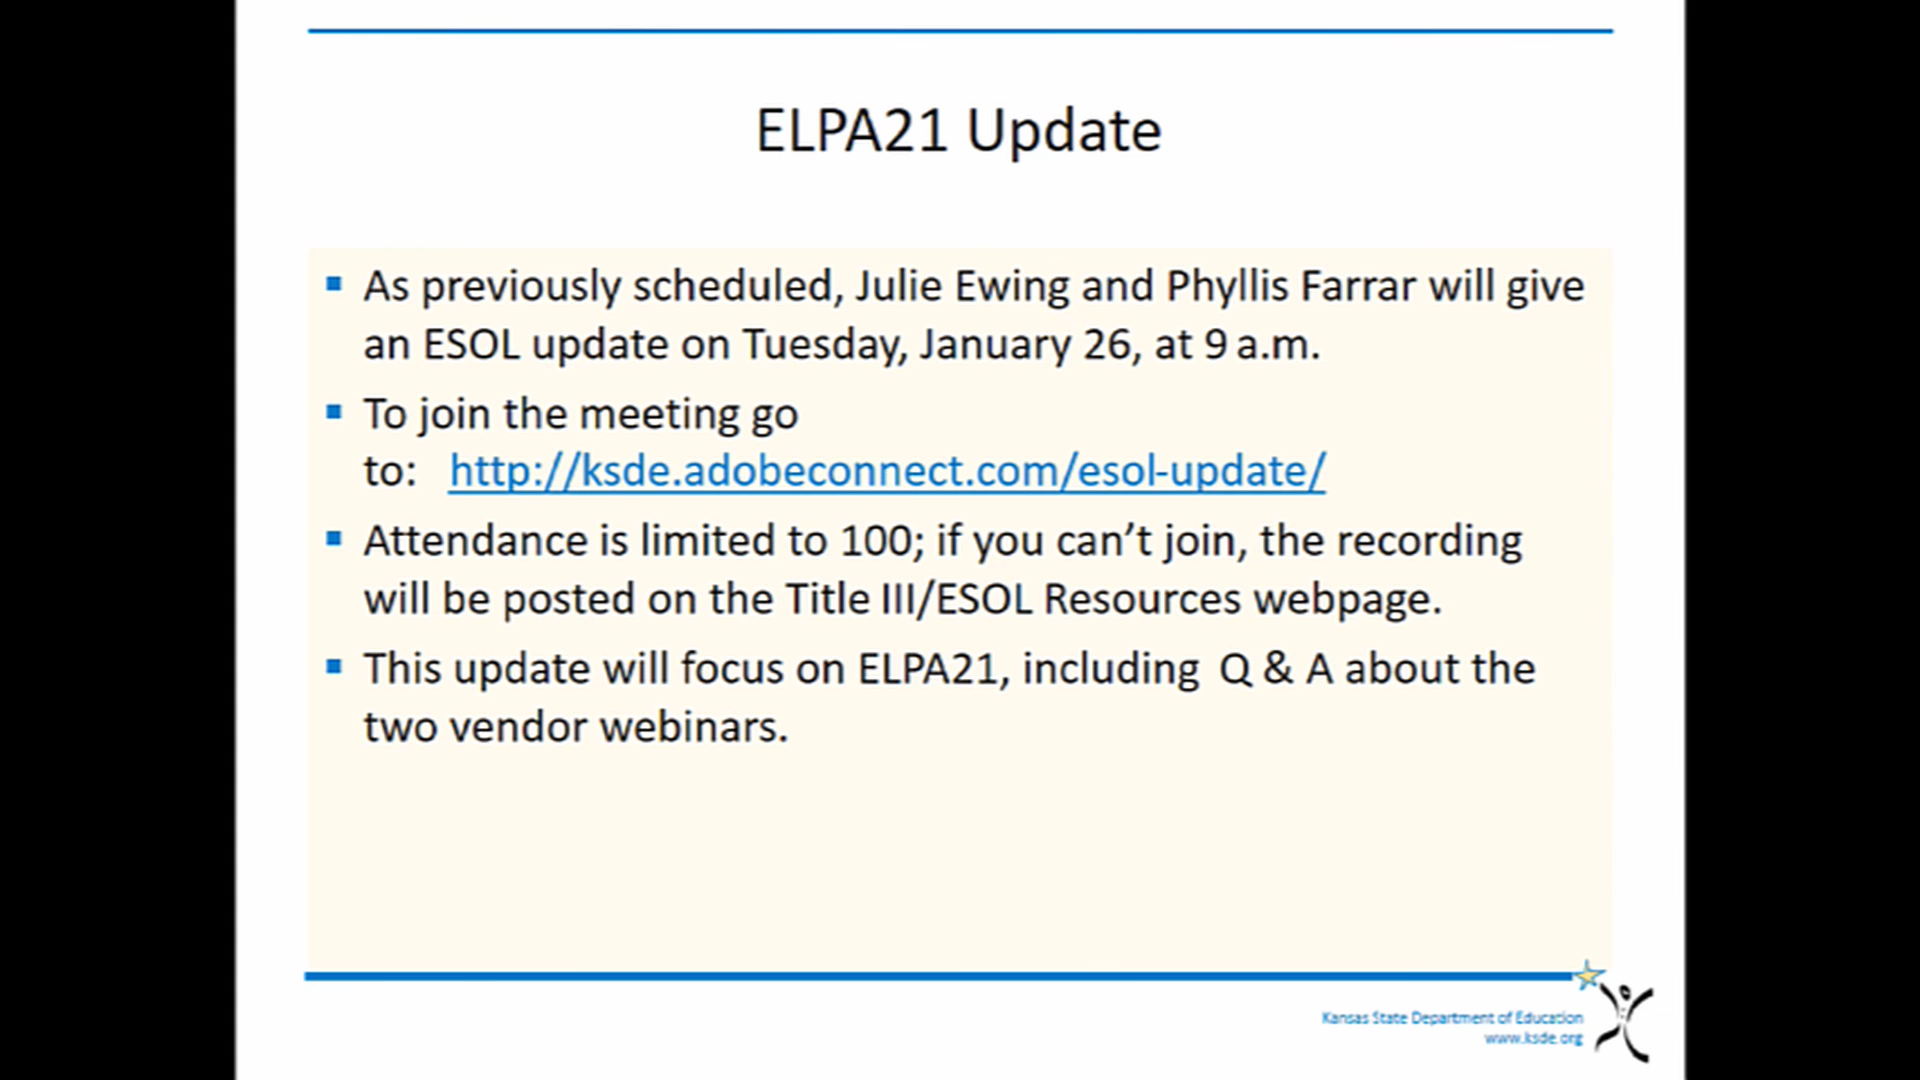 ELPA21 Update
As previously scheduled, Julie Ewing and Phyllis Farrar will give
an ESOL update on Tuesday, January 26, at 9 a.m.
To join the meeting go
to: http://ksde.adobeconnect.com/esol-update/
Attendance is limited to 100; if you can’t join, the recording
will be posted on the Title III/ESOL Resources webpage.
This update will focus on ELPA21, including Q & A about the
two vendor webinars.
Kansas State Department of Education
www.ksde.org